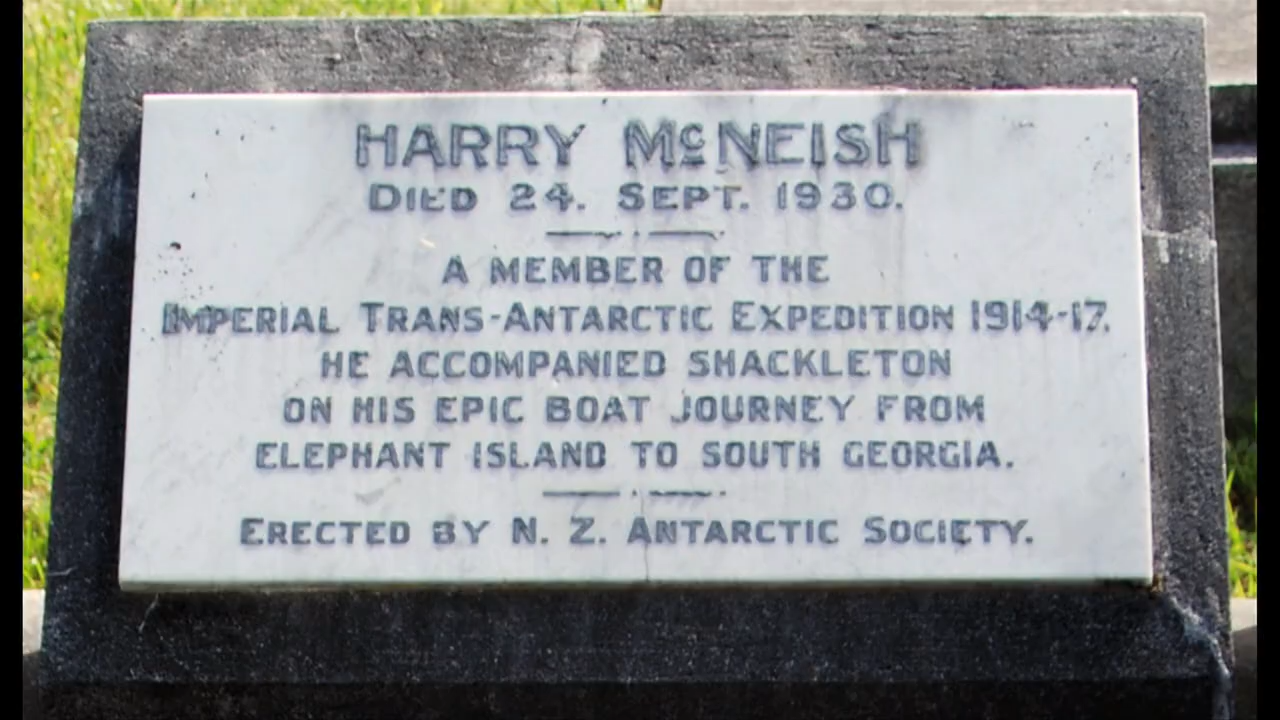 HARRY McNEISH
DIED 24. SEPT. 1930.
A MEMBER OF THE
IMPERIAL TRANS-ANTARCTIC EXPEDITION 1914-17.
HE ACCOMPANIED SHACKLETON
ON HIS EPIC BOAT JOURNEY FROM
ELEPHANT ISLAND TO SOUTH GEORGIA.
ERECTED BY N. Z. ANTARCTIC SOCIETY.